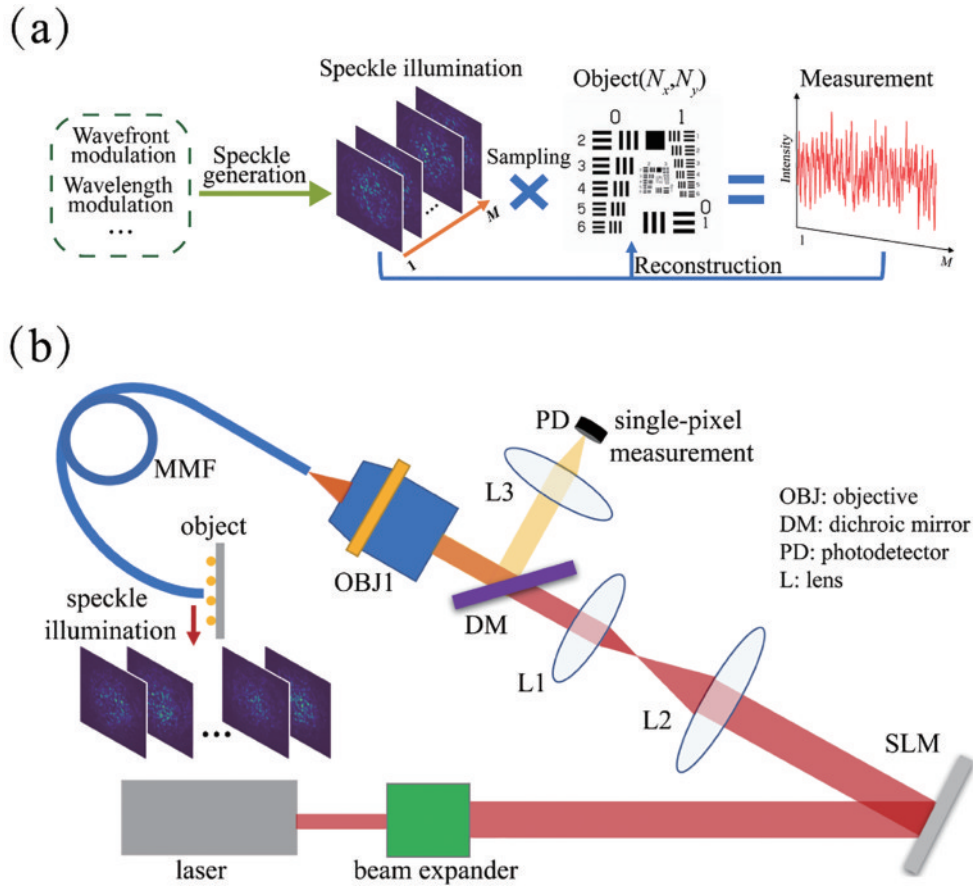 (a)
Speckle illumination
Object(Nx,Ny)
Measurement
Wavefront
modulation
Wavelength
modulation
...
Speckle
generation
...
M
1
Sampling
0 1
2
3
4
5
6
0
1
Intensity
1
M
Reconstruction
(b)
MMF
object
speckle
illumination
...
OBJ1
PD
single-pixel
measurement
L3
DM
L1
L2
SLM
OBJ: objective
DM: dichroic mirror
PD: photodetector
L: lens
laser
beam expander